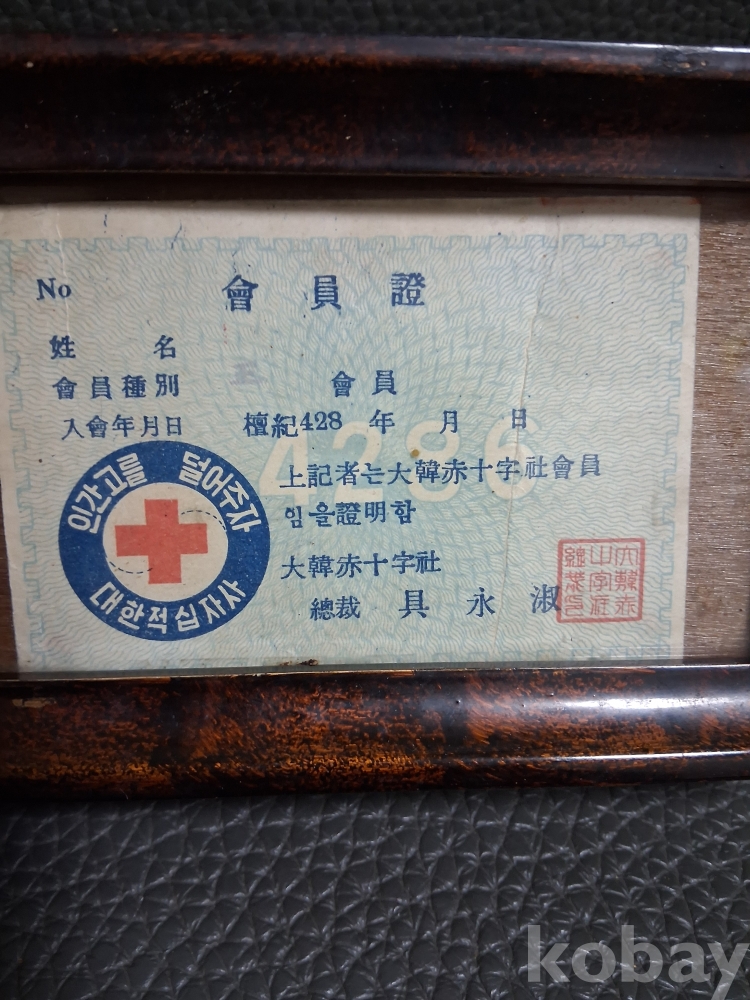 No 會員證
姓名
會員種別 會員
入會年月日 檀紀428 年 月 日
4286
上記者는大韓赤十字社會員
임을證明함
大韓赤十字社
總裁 具永淑
인간고를 덜어주자
대한적십자사
kobay